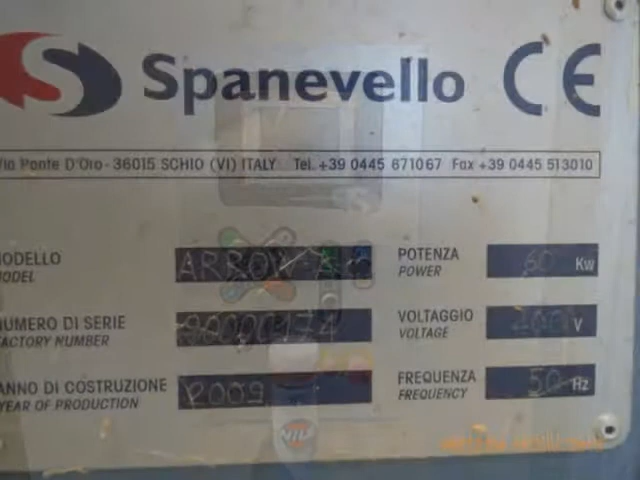 Spanevello CE
Via Ponte D'Oro - 36015 SCHIO (VI) ITALY Tel. +39 0445 671067 Fax +39 0445 513010
MODELLO
MODEL
POTENZA
POWER
60 Kw
NUMERO DI SERIE
FACTORY NUMBER
VOLTAGGIO
VOLTAGE
V
ANNO DI COSTRUZIONE
YEAR OF PRODUCTION
2009
FREQUENZA
FREQUENCY
50 Hz